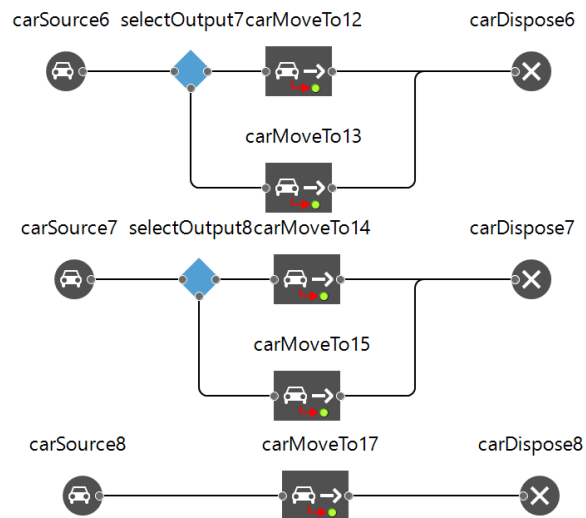 carSource6 selectOutput7 carMoveTo12 carDispose6
carMoveTo13
carSource7 selectOutput8 carMoveTo14 carDispose7
carMoveTo15
carSource8 carMoveTo17 carDispose8